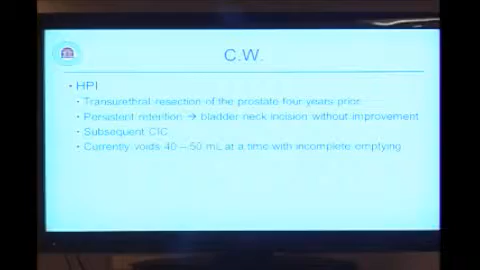 C.W.
• HPI
• Transurethral resection of the prostate four years prior
• Persistent retention → bladder neck incision without improvement
• Subsequent CIC
• Currently voids 40 – 50 mL at a time with incomplete emptying